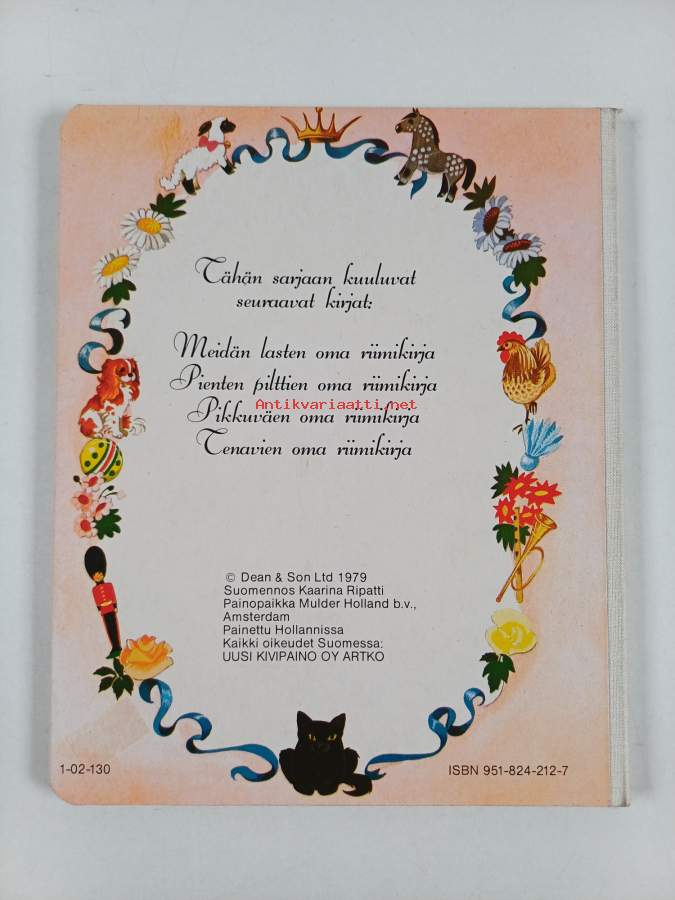 Tähän sarjaan kuuluvat
seuraavat kirjat:
Meidän lasten oma riimikirja
Pienten pilttien oma riimikirja
Antikvariaatti.net
Pikkuväen oma riimikirja
Tenavien oma riimikirja
© Dean & Son Ltd 1979
Suomennos Kaarina Ripatti
Painopaikka Mulder Holland b.v.,
Amsterdam
Painettu Hollannissa
Kaikki oikeudet Suomessa:
UUSI KIVIPAINO OY ARTKO
1-02-130
ISBN 951-824-212-7